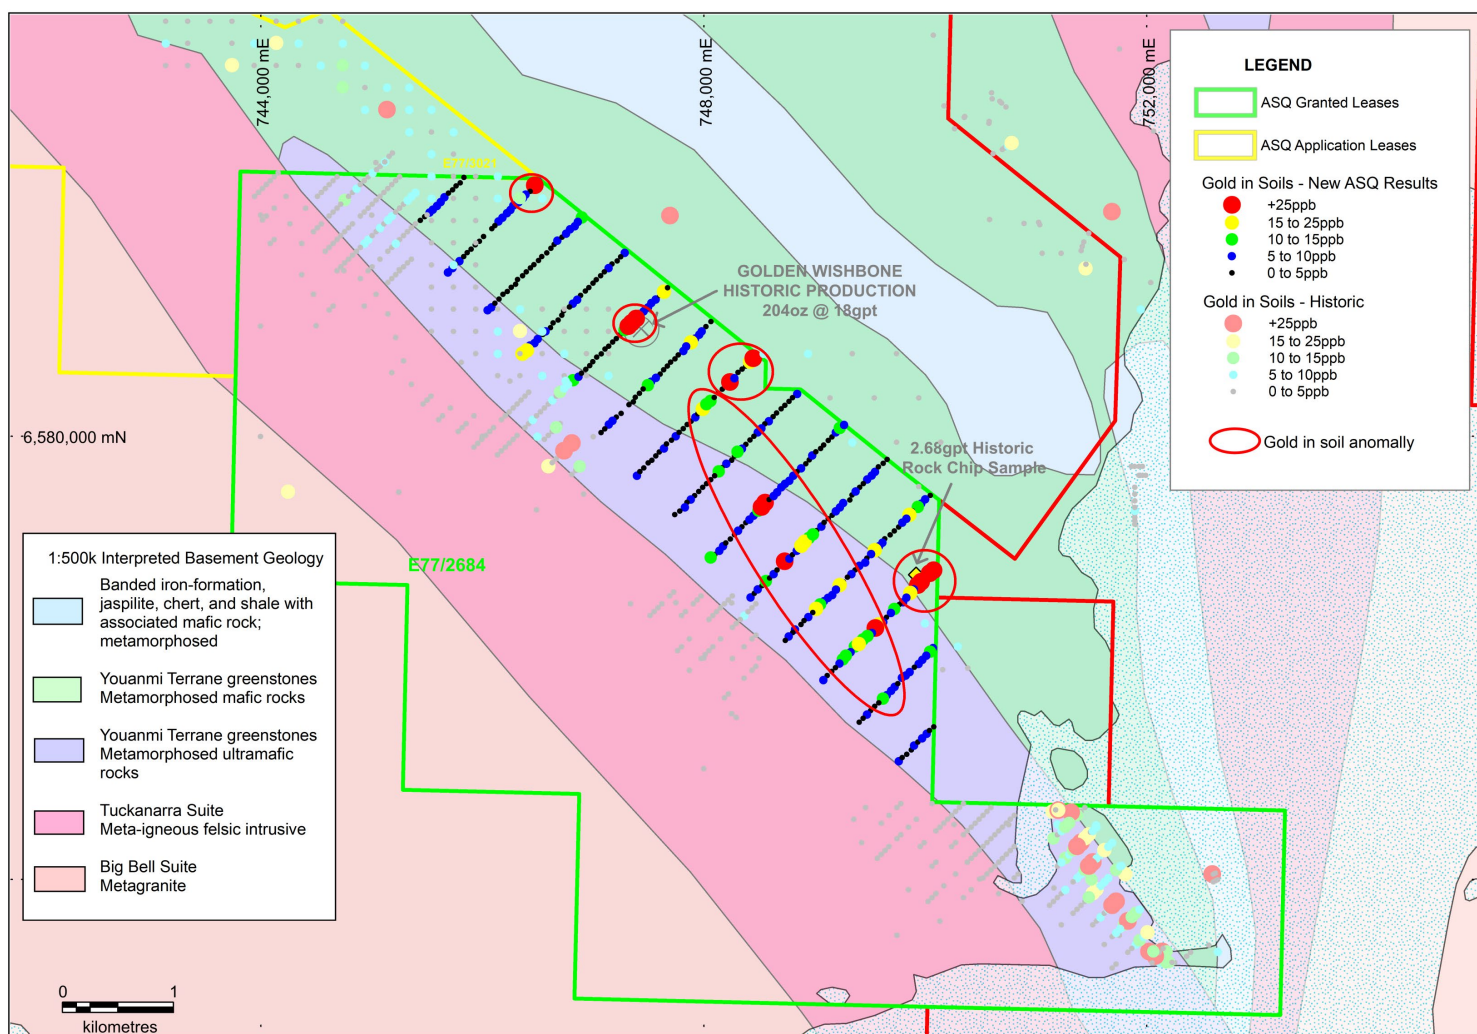 744,000 mE
748,000 mE
752,000 mE
6,580,000 mN
E77/3021
E77/2684
GOLDEN WISHBONE
HISTORIC PRODUCTION
204oz @ 18gpt
2.68gpt Historic
Rock Chip Sample
LEGEND
ASQ Granted Leases
ASQ Application Leases
Gold in Soils - New ASQ Results
+25ppb
15 to 25ppb
10 to 15ppb
5 to 10ppb
0 to 5ppb
Gold in Soils - Historic
+25ppb
15 to 25ppb
10 to 15ppb
5 to 10ppb
0 to 5ppb
Gold in soil anomally
1:500k Interpreted Basement Geology
Banded iron-formation,
jaspilite, chert, and shale with
associated mafic rock;
metamorphosed
Youanmi Terrane greenstones
Metamorphosed mafic rocks
Youanmi Terrane greenstones
Metamorphosed ultramafic
rocks
Tuckanarra Suite
Meta-igneous felsic intrusive
Big Bell Suite
Metagranite
0 1
kilometres